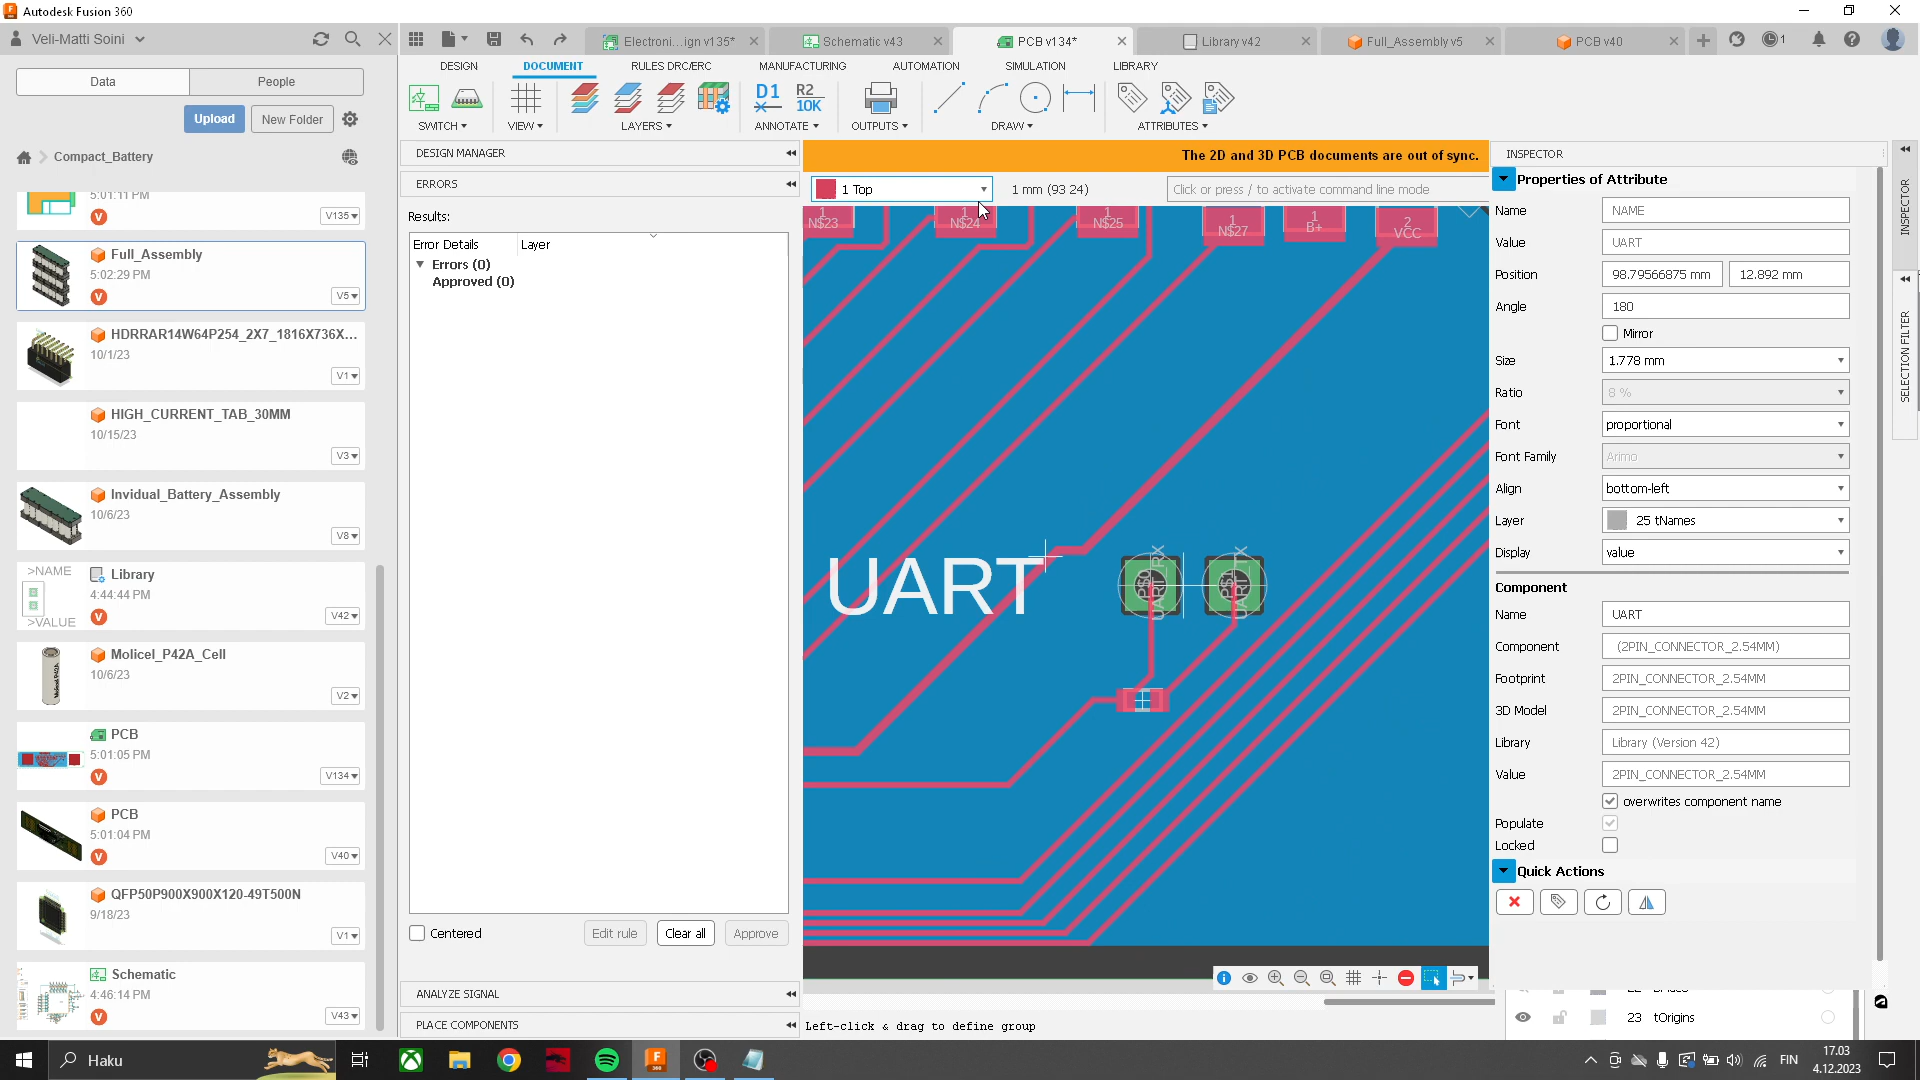 Autodesk Fusion 360
Veli-Matti Soini
Electroni...ign v135*
Schematic v43
PCB v134*
Library v42
Full_Assembly v5
PCB v40
1
Data
People
DESIGN
DOCUMENT
RULES DRC/ERC
MANUFACTURING
AUTOMATION
SIMULATION
LIBRARY
Upload
New Folder
D1
R2
10K
SWITCH
VIEW
LAYERS
ANNOTATE
OUTPUTS
DRAW
ATTRIBUTES
Compact_Battery
5:01:11 PM
V135
Full_Assembly
5:02:29 PM
V5
HDRRAR14W64P254_2X7_1816X736X...
10/1/23
V1
HIGH_CURRENT_TAB_30MM
10/15/23
V3
Invidual_Battery_Assembly
10/6/23
V8
>NAME
>VALUE
Library
4:44:44 PM
V42
Molicel_P42A_Cell
10/6/23
V2
PCB
5:01:05 PM
V134
PCB
5:01:04 PM
V40
QFP50P900X900X120-49T500N
9/18/23
V1
Schematic
4:46:14 PM
V43
DESIGN MANAGER
ERRORS
Results:
Error Details
Layer
Errors (0)
Approved (0)
Centered
Edit rule
Clear all
Approve
ANALYZE SIGNAL
PLACE COMPONENTS
The 2D and 3D PCB documents are out of sync.
1 Top
1 mm (93 24)
Click or press / to activate command line mode
1
N$23
1
N$24
1
N$25
1
N$27
1
B+
2
VCC
UART
UART_RX
UART_TX
Left-click & drag to define group
INSPECTOR
Properties of Attribute
Name
NAME
Value
UART
Position
98.79566875 mm
12.892 mm
Angle
180
Mirror
Size
1.778 mm
Ratio
8 %
Font
proportional
Font Family
Arimo
Align
bottom-left
Layer
25 tNames
Display
value
Component
Name
UART
Component
(2PIN_CONNECTOR_2.54MM)
Footprint
2PIN_CONNECTOR_2.54MM
3D Model
2PIN_CONNECTOR_2.54MM
Library
Library (Version 42)
Value
2PIN_CONNECTOR_2.54MM
overwrites component name
Populate
Locked
Quick Actions
23 tOrigins
INSPECTOR
SELECTION FILTER
Haku
FIN
17.03
4.12.2023